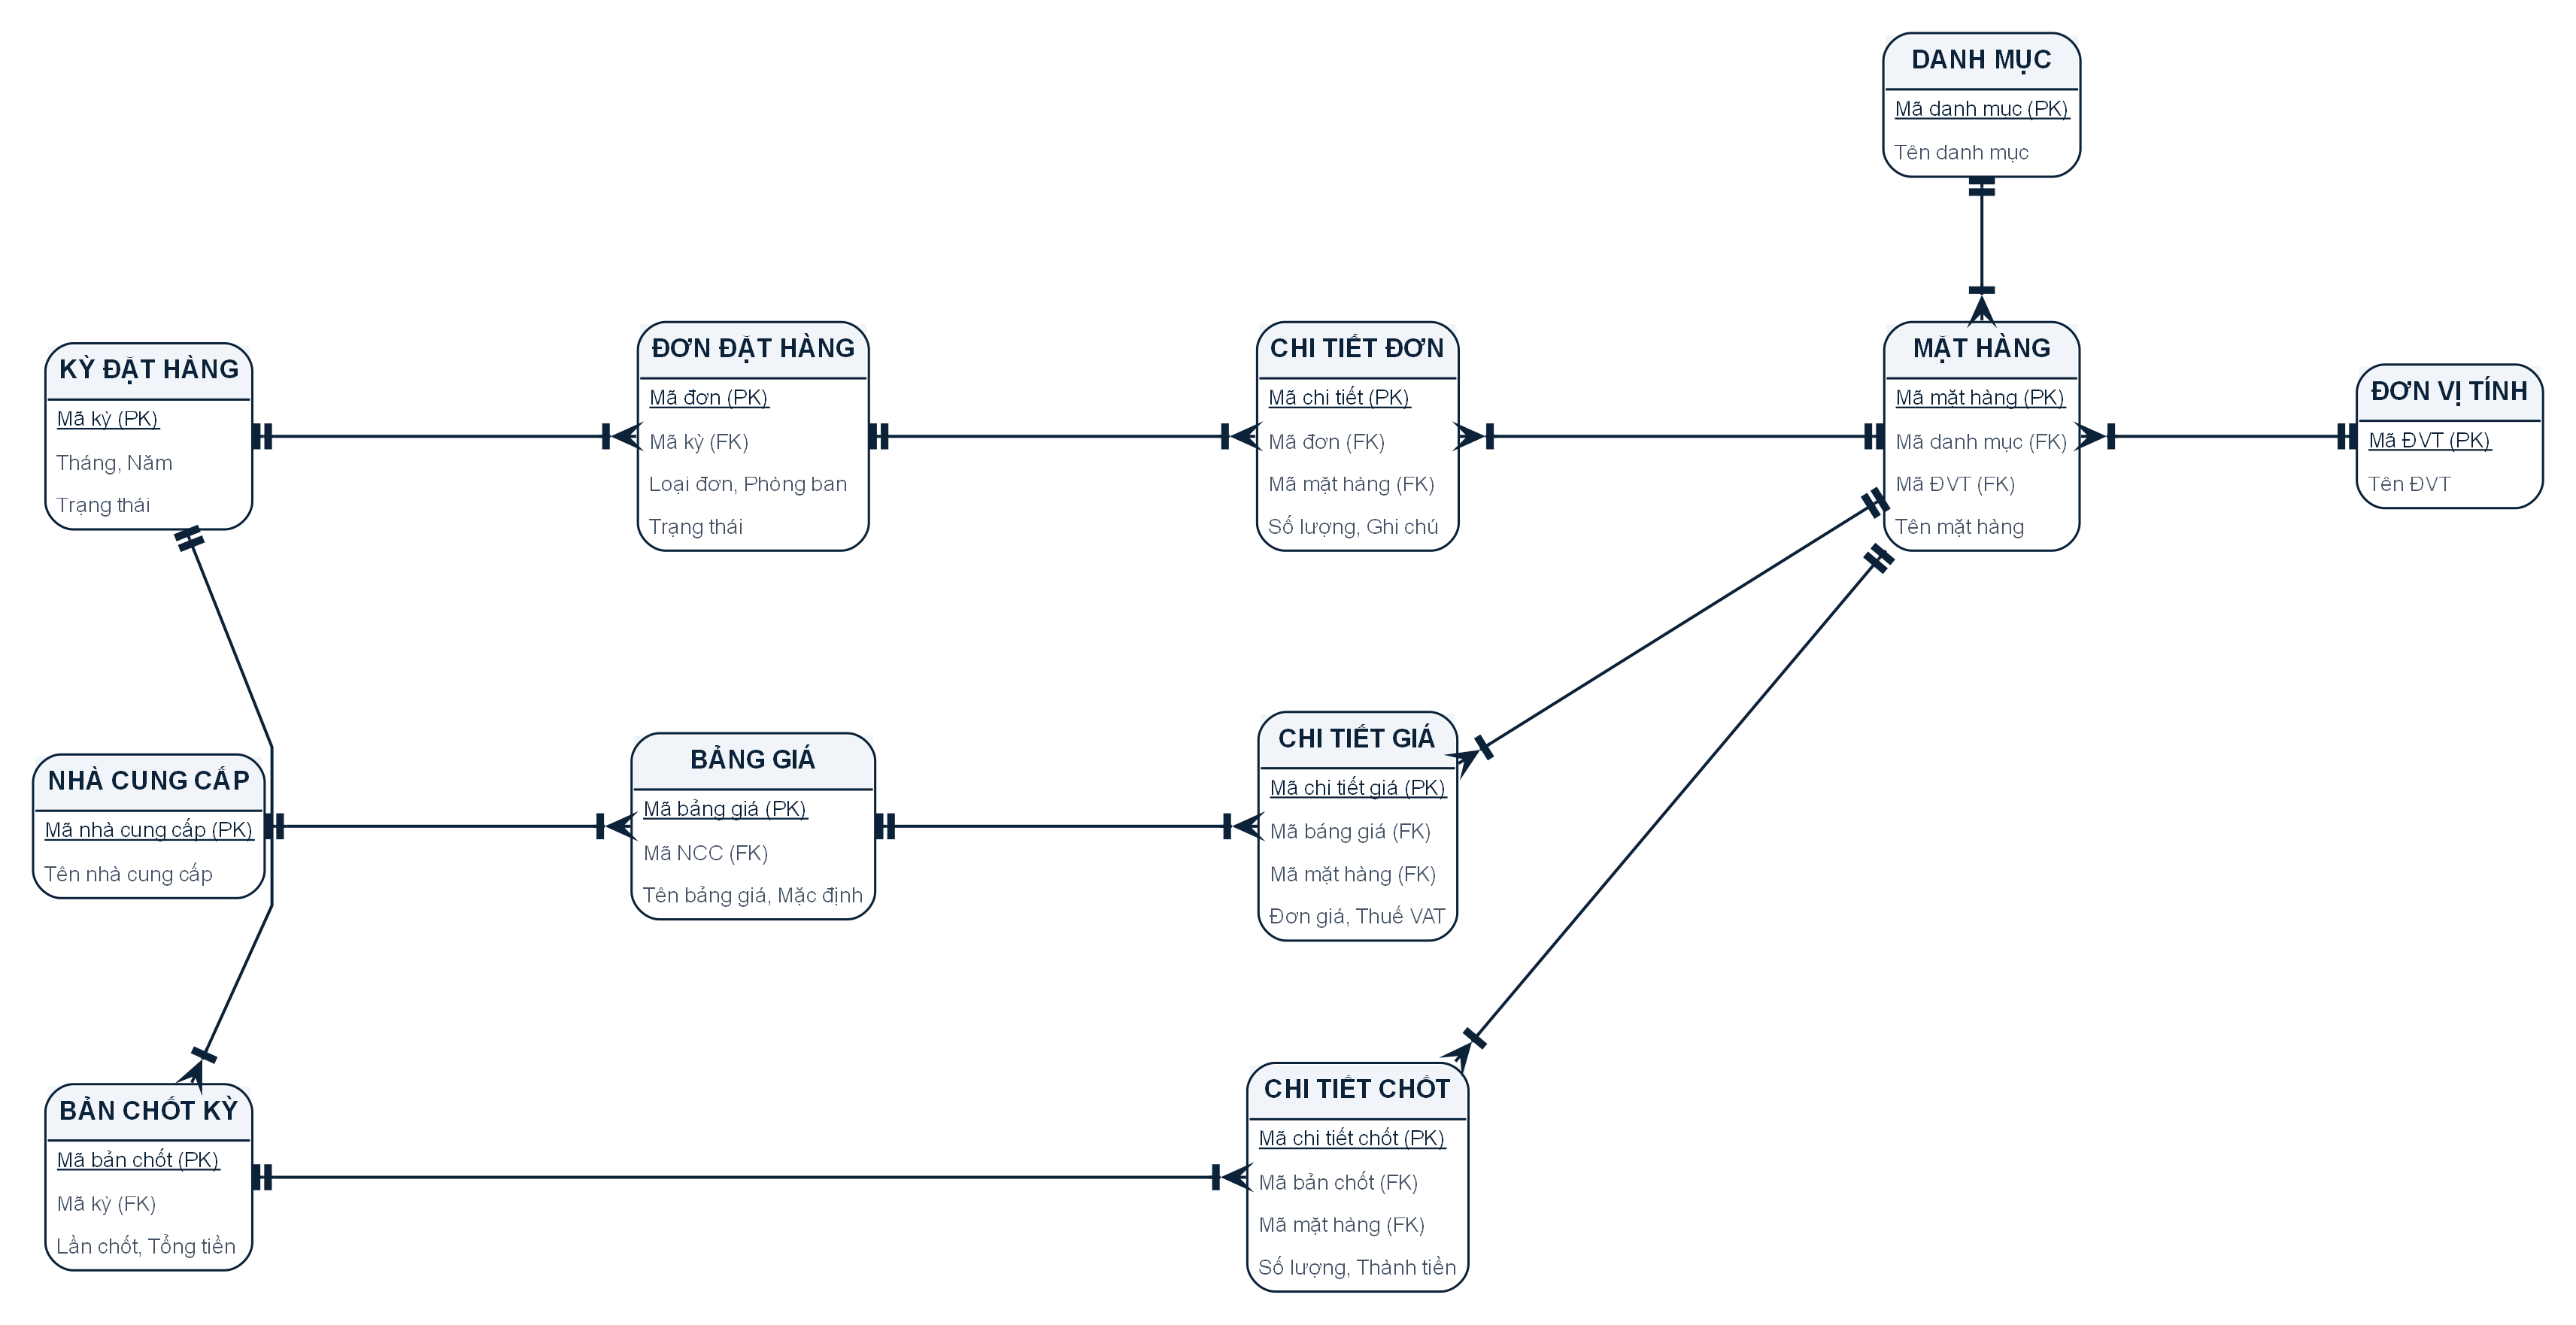 DANH MỤC
Mã danh mục (PK)
Tên danh mục
KỲ ĐẶT HÀNG
Mã kỳ (PK)
Tháng, Năm
Trạng thái
ĐƠN ĐẶT HÀNG
Mã đơn (PK)
Mã kỳ (FK)
Loại đơn, Phòng ban
Trạng thái
CHI TIẾT ĐƠN
Mã chi tiết (PK)
Mã đơn (FK)
Mã mặt hàng (FK)
Số lượng, Ghi chú
MẶT HÀNG
Mã mặt hàng (PK)
Mã danh mục (FK)
Mã ĐVT (FK)
Tên mặt hàng
ĐƠN VỊ TÍNH
Mã ĐVT (PK)
Tên ĐVT
NHÀ CUNG CẤP
Mã nhà cung cấp (PK)
Tên nhà cung cấp
BẢNG GIÁ
Mã bảng giá (PK)
Mã NCC (FK)
Tên bảng giá, Mặc định
CHI TIẾT GIÁ
Mã chi tiết giá (PK)
Mã báng giá (FK)
Mã mặt hàng (FK)
Đơn giá, Thuế VAT
BẢN CHỐT KỲ
Mã bản chốt (PK)
Mã kỳ (FK)
Lần chốt, Tổng tiền
CHI TIẾT CHỐT
Mã chi tiết chốt (PK)
Mã bản chốt (FK)
Mã mặt hàng (FK)
Số lượng, Thành tiền